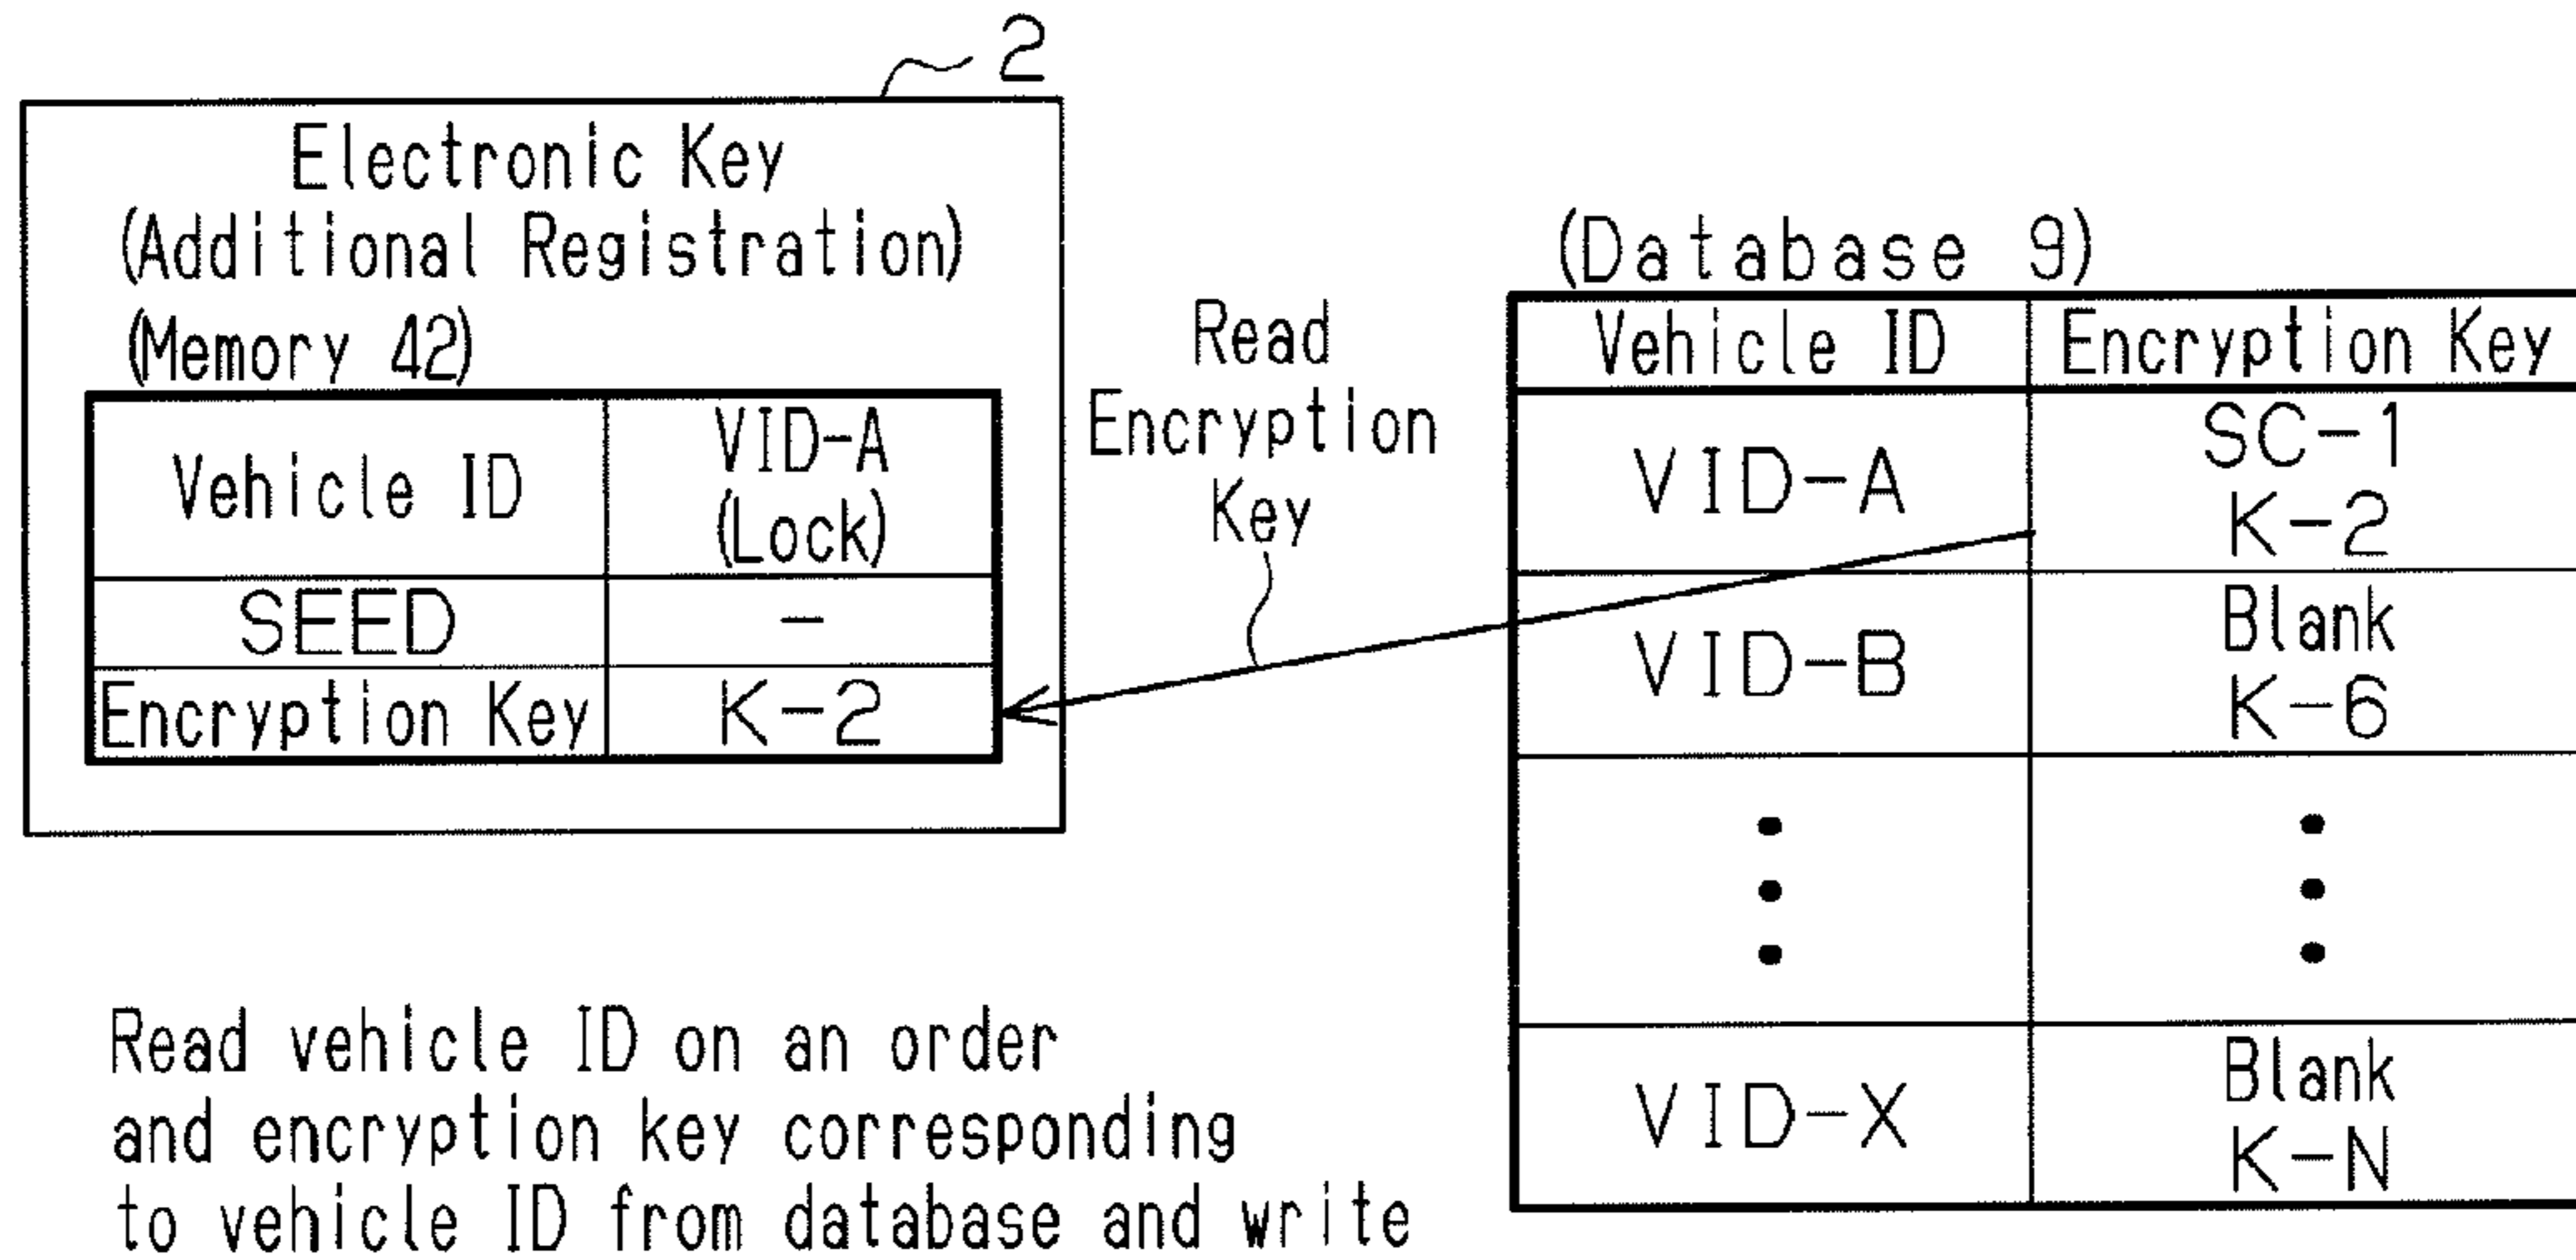 2
Electronic Key
(Additional Registration)
(Memory 42)
Vehicle ID
VID-A
(Lock)
SEED
-
Encryption Key
K-2
Read
Encryption
Key
(Database 9)
Vehicle ID
Encryption Key
VID-A
SC-1
K-2
VID-B
Blank
K-6
VID-X
Blank
K-N
Read vehicle ID on an order
and encryption key corresponding
to vehicle ID from database and write